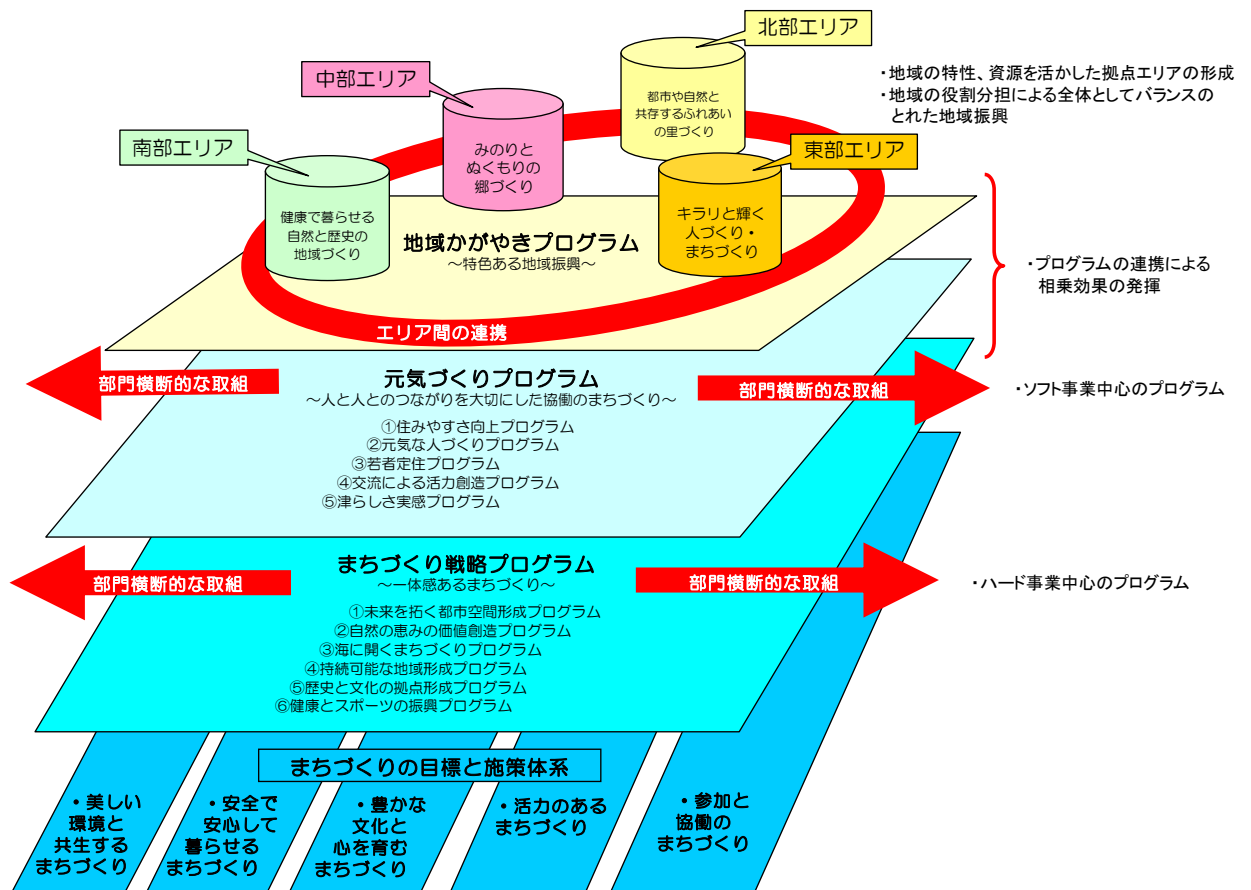 北部エリア
都市や自然と
共存するふれあい
の里づくり
中部エリア
みのりと
ぬくもりの
郷づくり
南部エリア
健康で暮らせる
自然と歴史の
地域づくり
東部エリア
キラリと輝く
人づくり・
まちづくり
・地域の特性、資源を活かした拠点エリアの形成
・地域の役割分担による全体としてバランスの
とれた地域振興
地域かがやきプログラム
～特色ある地域振興～
エリア間の連携
・プログラムの連携による
相乗効果の発揮
部門横断的な取組
元気づくりプログラム
～人と人とのつながりを大切にした協働のまちづくり～
部門横断的な取組
・ソフト事業中心のプログラム
①住みやすさ向上プログラム
②元気な人づくりプログラム
③若者定住プログラム
④交流による活力創造プログラム
⑤津らしさ実感プログラム
部門横断的な取組
まちづくり戦略プログラム
～一体感あるまちづくり～
部門横断的な取組
・ハード事業中心のプログラム
①未来を拓く都市空間形成プログラム
②自然の恵みの価値創造プログラム
③海に開くまちづくりプログラム
④持続可能な地域形成プログラム
⑤歴史と文化の拠点形成プログラム
⑥健康とスポーツの振興プログラム
まちづくりの目標と施策体系
・美しい
環境と
共生する
まちづくり
・安全で
安心して
暮らせる
まちづくり
・豊かな
文化と
心を育む
まちづくり
・活力のある
まちづくり
・参加と
協働の
まちづくり